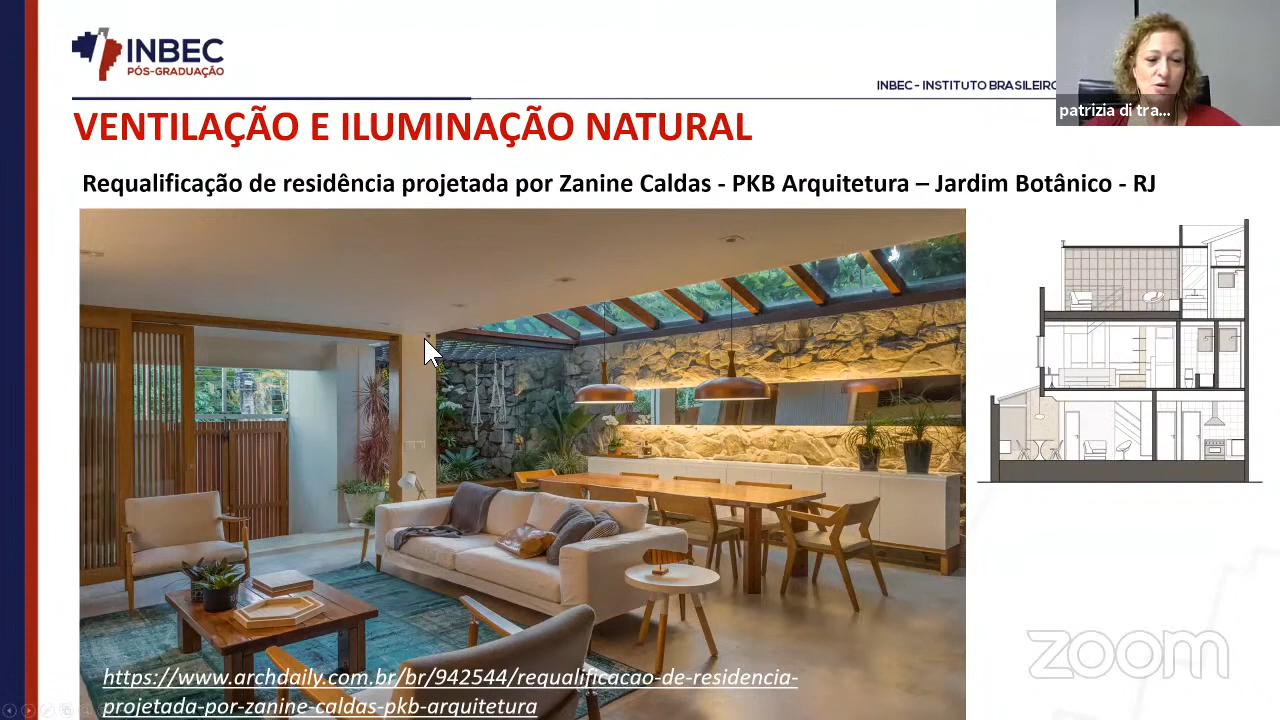 INBEC
PÓS-GRADUAÇÃO
INBEC - INSTITUTO BRASILEIRO
patrizia di tra...
VENTILAÇÃO E ILUMINAÇÃO NATURAL
Requalificação de residência projetada por Zanine Caldas - PKB Arquitetura – Jardim Botânico - RJ
https://www.archdaily.com.br/br/942544/requalificacao-de-residencia-
projetada-por-zanine-caldas-pkb-arquitetura
zoom